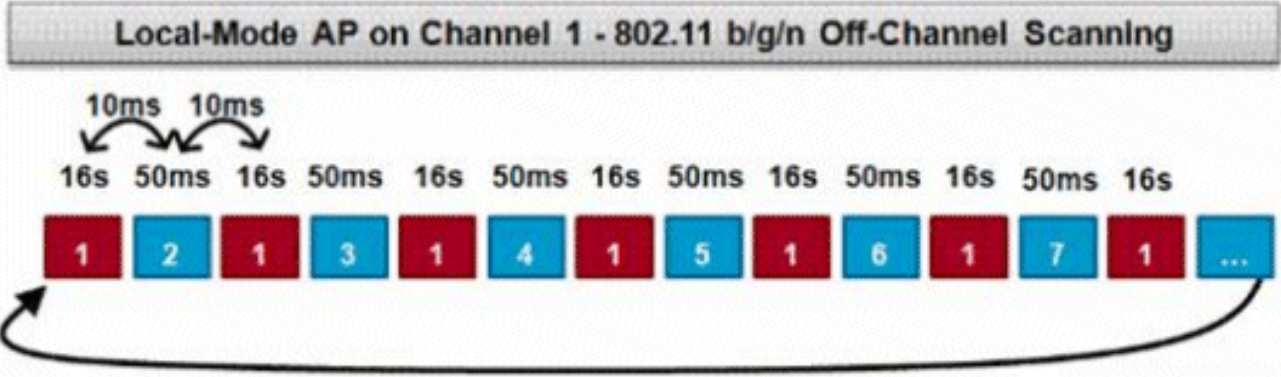 Local-Mode AP on Channel 1 - 802.11 b/g/n Off-Channel Scanning
10ms 10ms
16s 50ms 16s 50ms 16s 50ms 16s 50ms 16s 50ms 16s 50ms 16s
1 2 1 3 1 4 1 5 1 6 1 7 1 ...